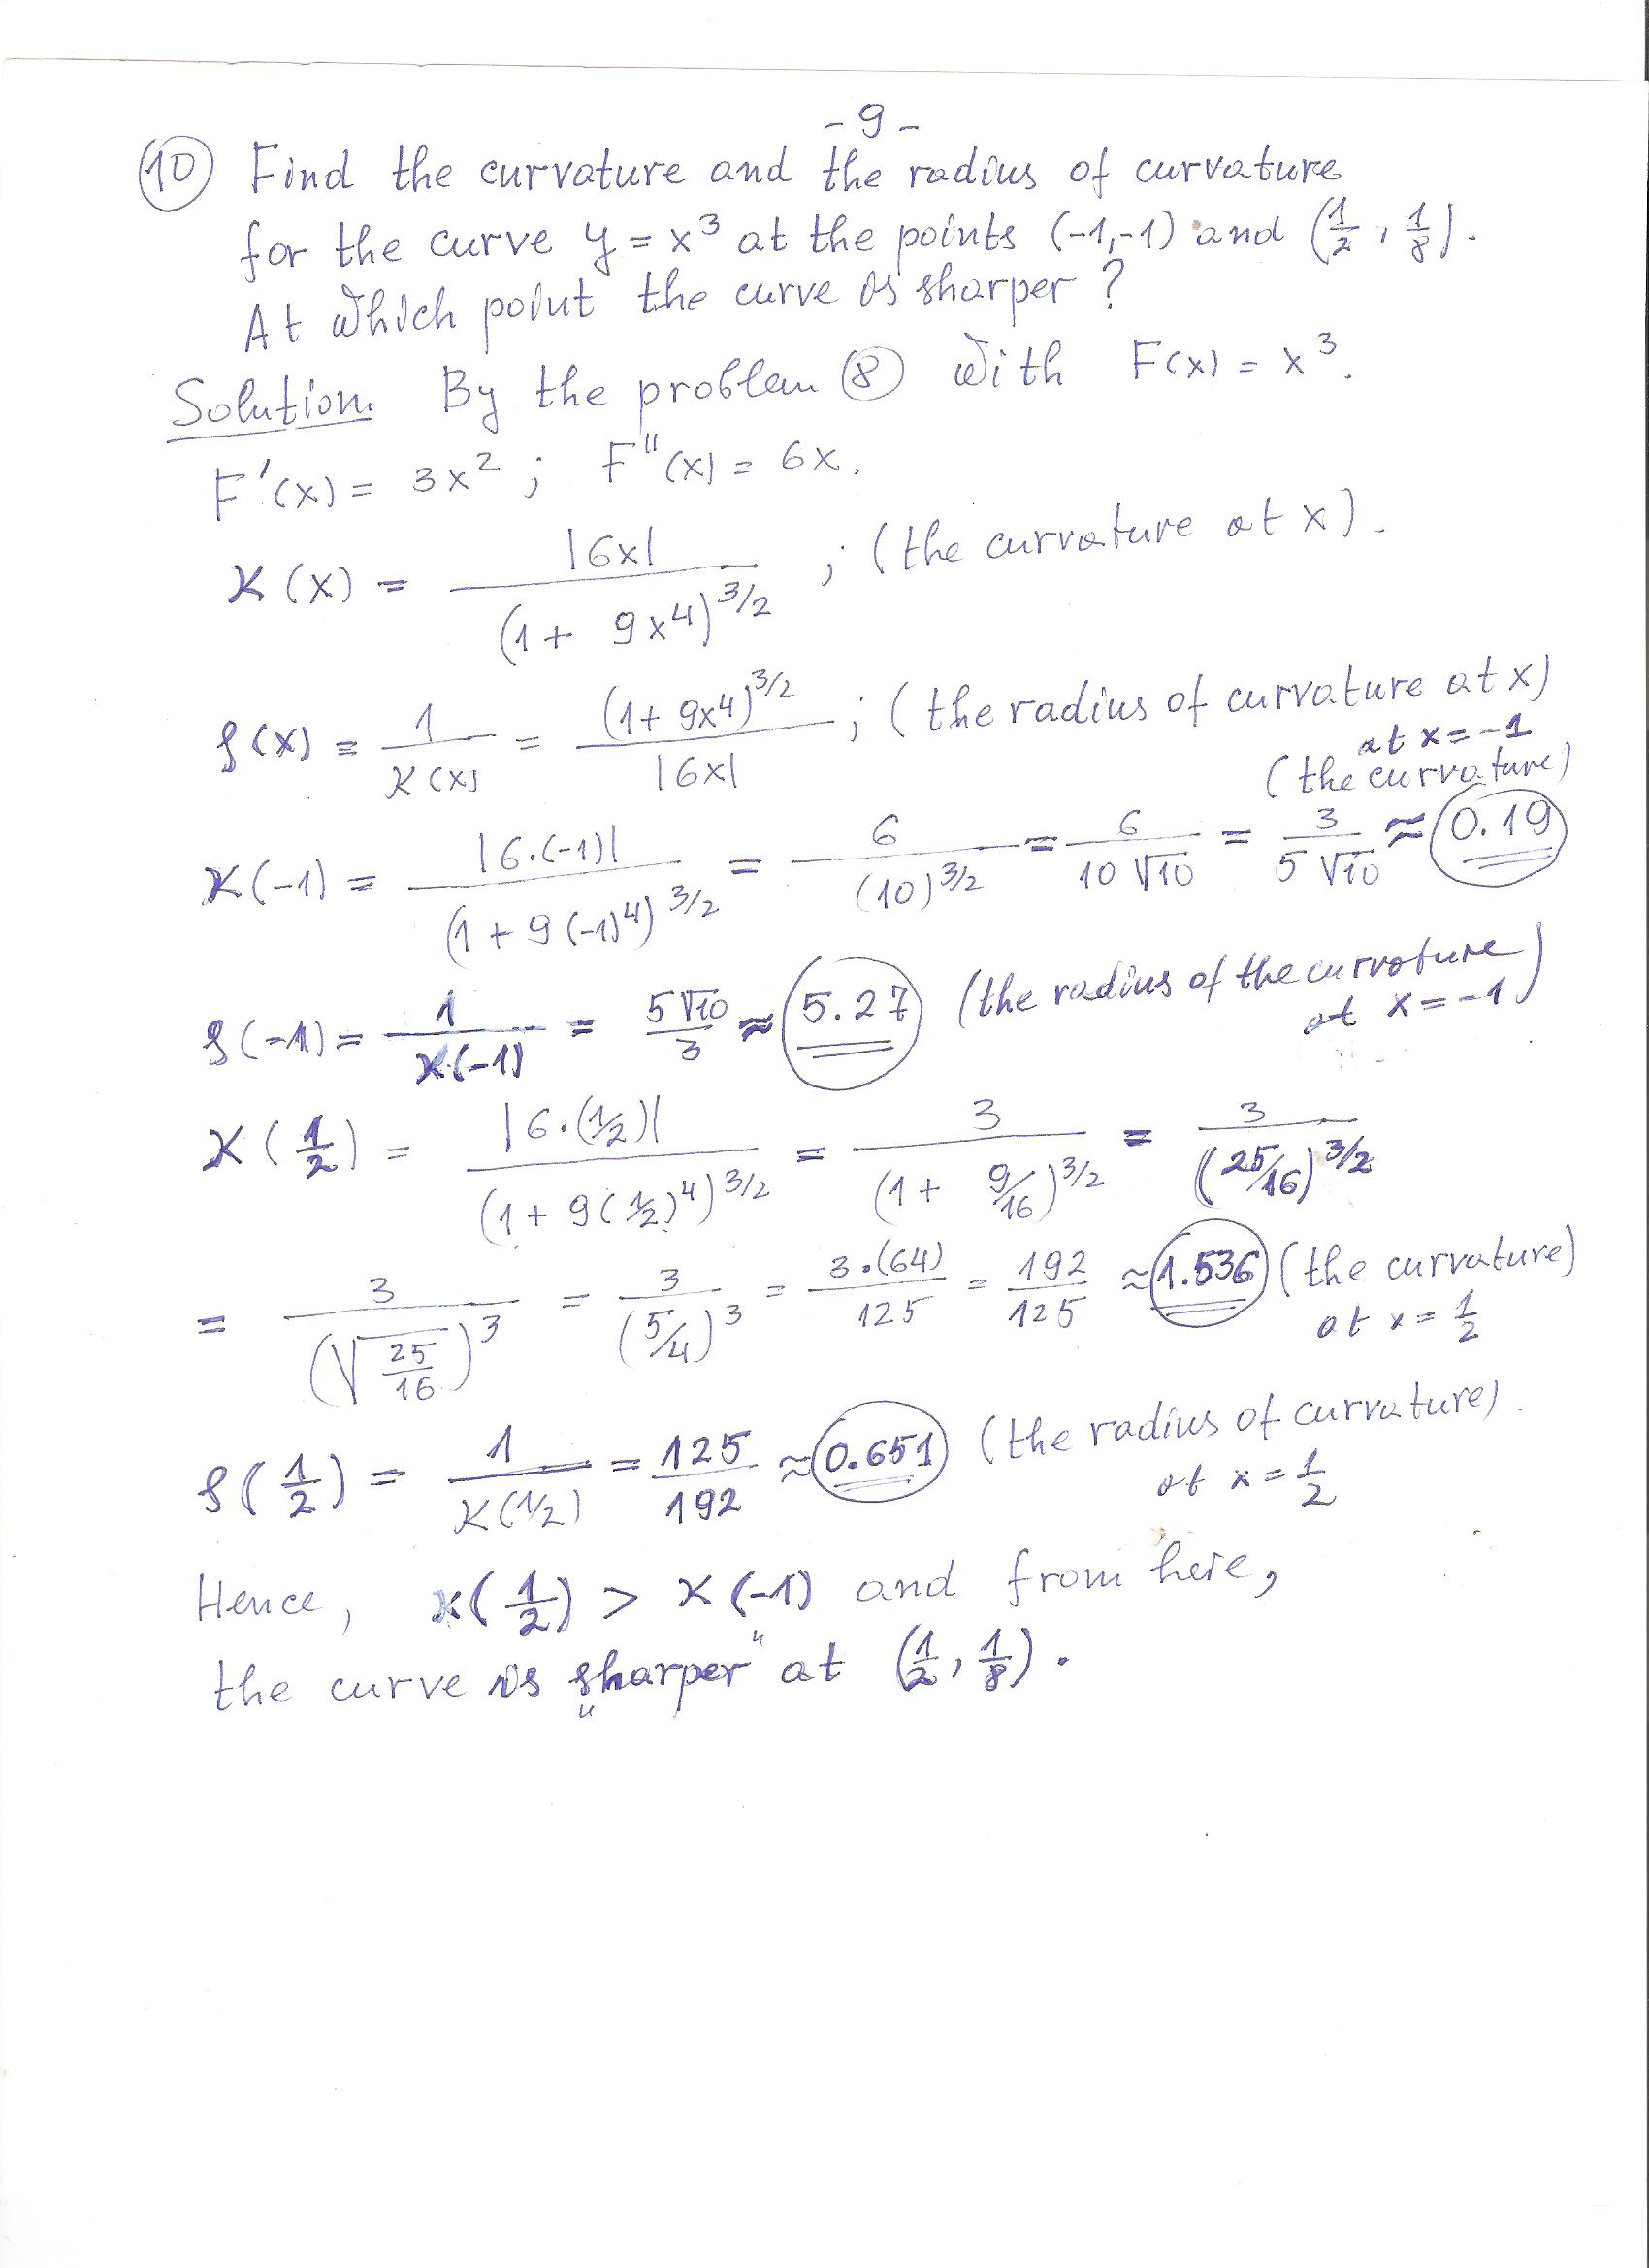 - 9 -
(10) Find the curvature and the radius of curvature
for the curve y = x³ at the points (-1,-1) and (1/2, 1/8).
At which point the curve is sharper?
Solution. By the problem (8) with F(x) = x³.
F'(x) = 3x²; F''(x) = 6x.
ϰ(x) = |6x| / (1 + 9x⁴)^3/2 ; (the curvature at x).
ρ(x) = 1/ϰ(x) = (1 + 9x⁴)^3/2 / |6x| ; (the radius of curvature at x)
ϰ(-1) = |6·(-1)| / (1 + 9(-1)⁴)^3/2 = 6 / (10)^3/2 = 6 / 10√10 = 3 / 5√10 ≈ 0.19 (the curvature) at x = -1
ρ(-1) = 1/ϰ(-1) = 5√10 / 3 ≈ 5.27 (the radius of the curvature) at x = -1
ϰ(1/2) = |6·(1/2)| / (1 + 9(1/2)⁴)^3/2 = 3 / (1 + 9/16)^3/2 = 3 / (25/16)^3/2
= 3 / (√25/16)³ = 3 / (5/4)³ = 3·(64) / 125 = 192 / 125 ≈ 1.536 (the curvature) at x = 1/2
ρ(1/2) = 1/ϰ(1/2) = 125 / 192 ≈ 0.651 (the radius of curvature). at x = 1/2
Hence, ϰ(1/2) > ϰ(-1) and from here,
the curve is „sharper" at (1/2, 1/8).